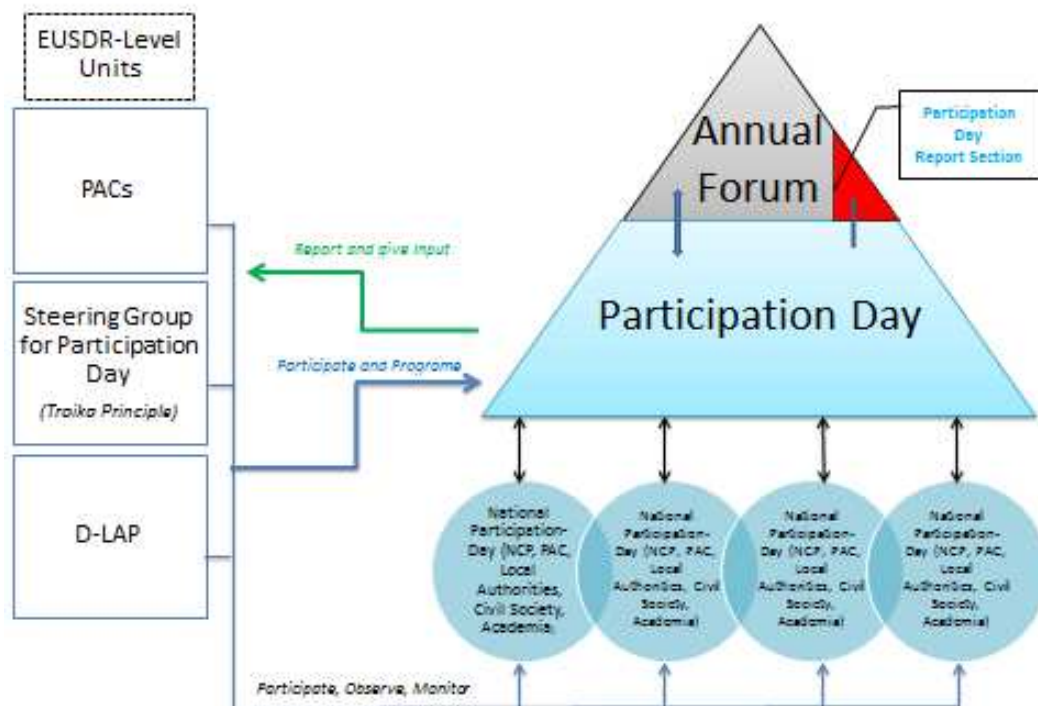 EUSDR-Level
Units
PACs
Steering Group
for Participation
Day
(Troika Principle)
D-LAP
Report and give Input
Participate and Programe
Annual
Forum
Participation
Day
Report Section
Participation Day
National
Participation-
Day (NCP, PAC,
Local
Authorities,
Civil Society,
Academia,
National
Participation-
Day (NCP, PAC,
Local
Authorities, Civil
Society,
Academia)
National
Participation-
Day (NCP, PAC,
Local
Authorities, Civil
Society,
Academia)
National
Participation-
Day (NCP, PAC,
Local
Authorities, Civil
Society,
Academia)
Participate, Observe, Monitor